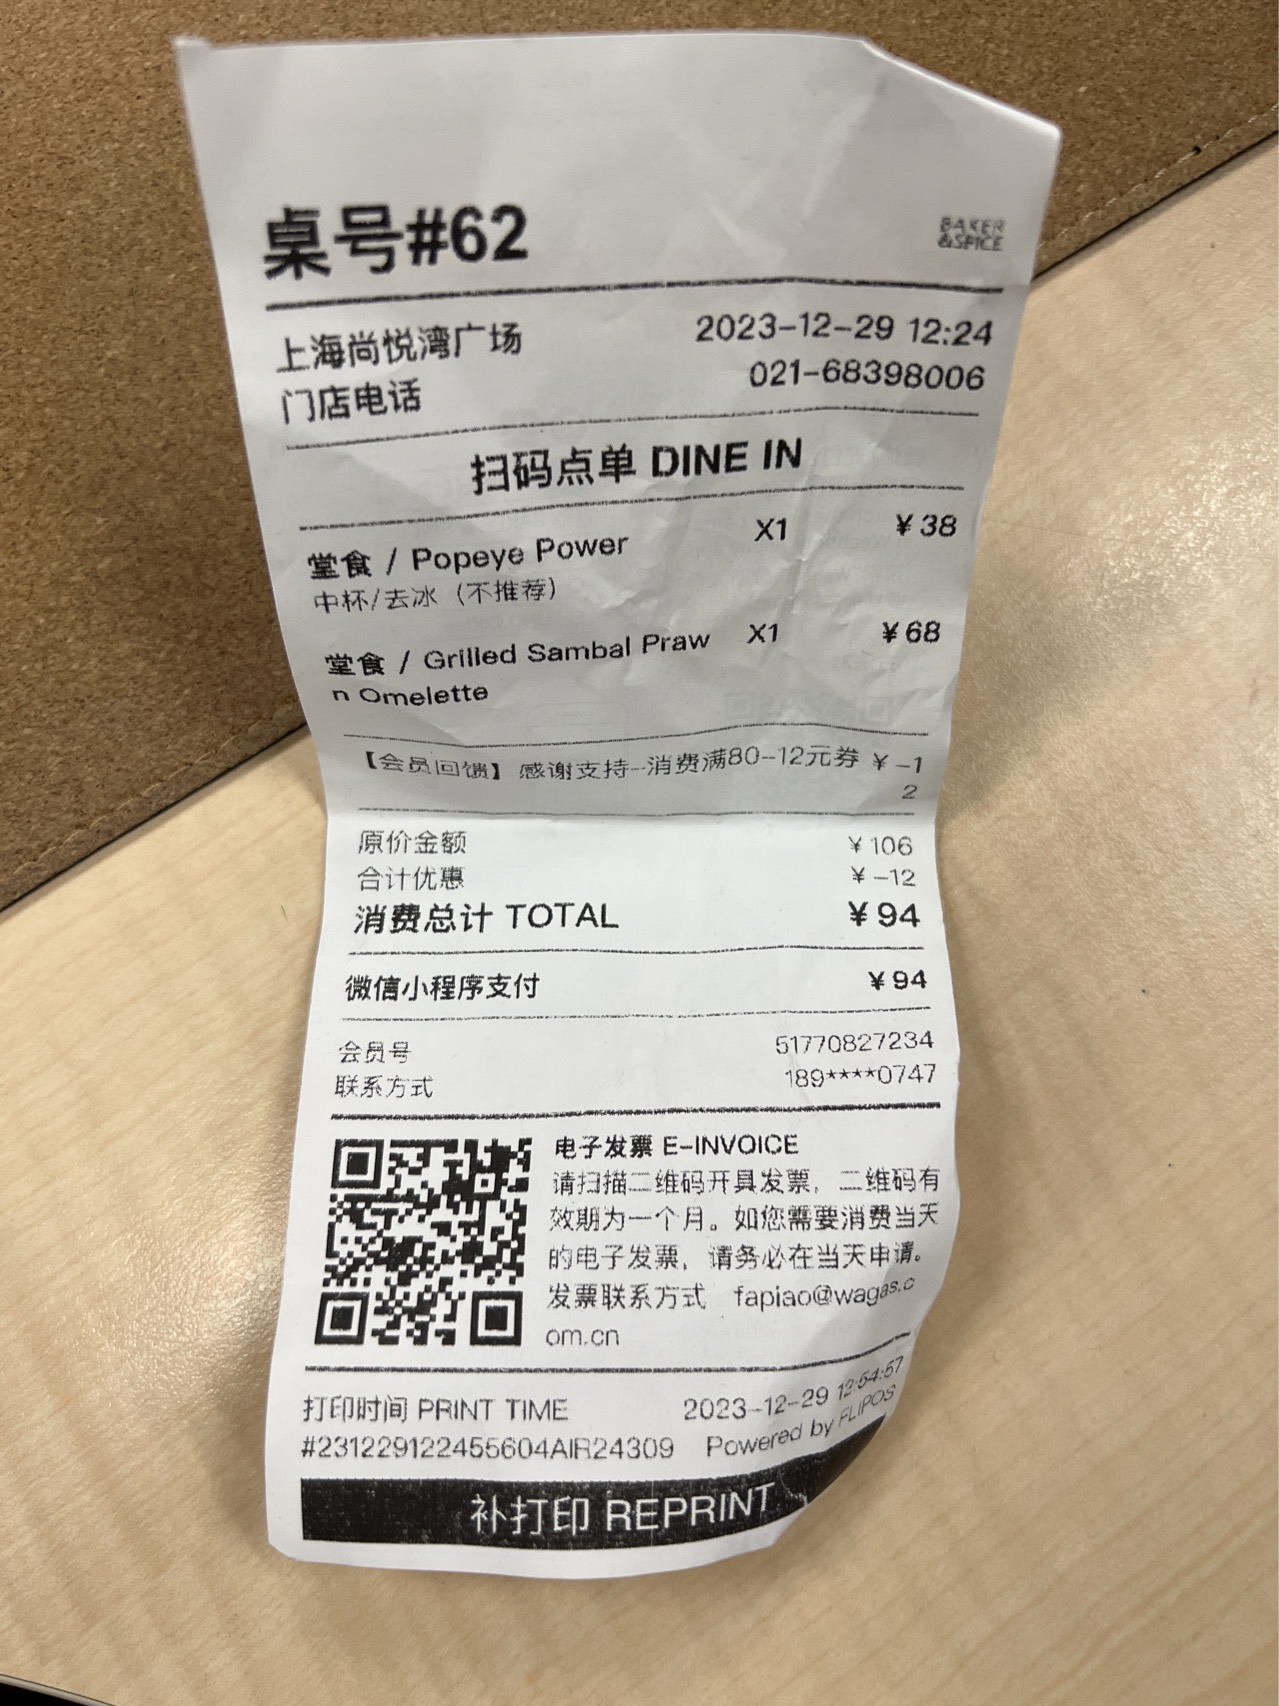 桌号#62
BAKER
&SPICE
上海尚悦湾广场 2023-12-29 12:24
门店电话 021-68398006
扫码点单 DINE IN
堂食 / Popeye Power X1 ¥38
中杯/去冰（不推荐）
堂食 / Grilled Sambal Praw X1 ¥68
n Omelette
【会员回馈】感谢支持--消费满80-12元券 ¥-1
2
原价金额 ¥106
合计优惠 ¥-12
消费总计 TOTAL ¥94
微信小程序支付 ¥94
会员号 51770827234
联系方式 189****0747
电子发票 E-INVOICE
请扫描二维码开具发票，二维码有
效期为一个月。如您需要消费当天
的电子发票，请务必在当天申请。
发票联系方式 fapiao@wagas.c
om.cn
打印时间 PRINT TIME 2023-12-29 12:54:57
#231229122455604AIR24309 Powered by FLIPOS
补打印 REPRINT